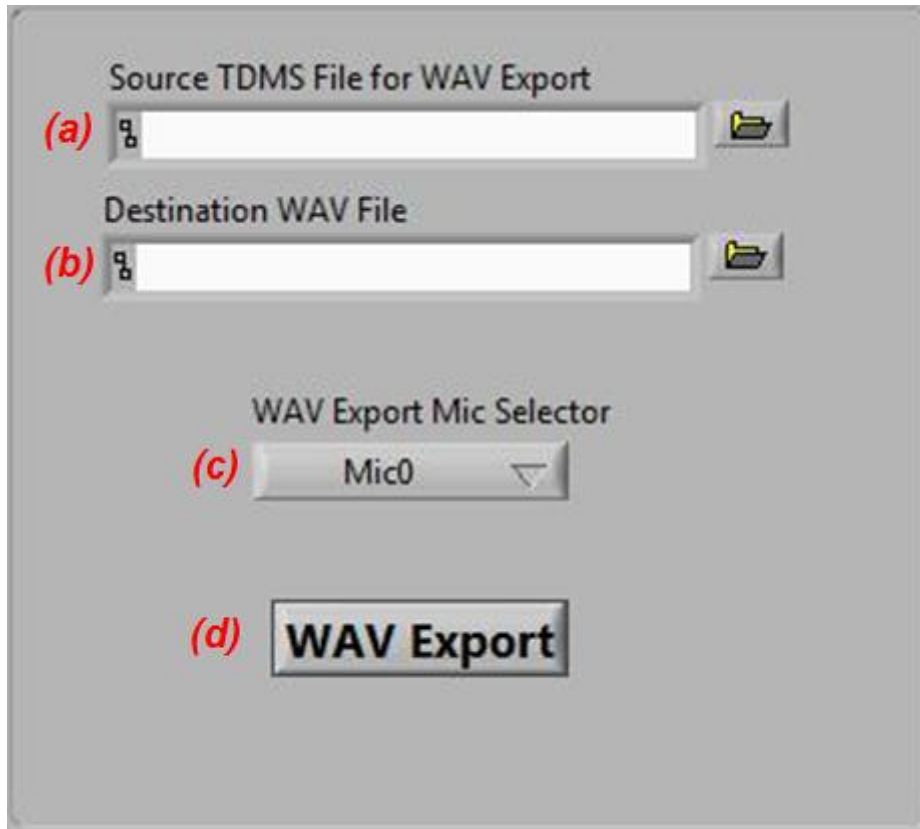 Source TDMS File for WAV Export
(a)
Destination WAV File
(b)
WAV Export Mic Selector
(c) Mic0
(d) WAV Export